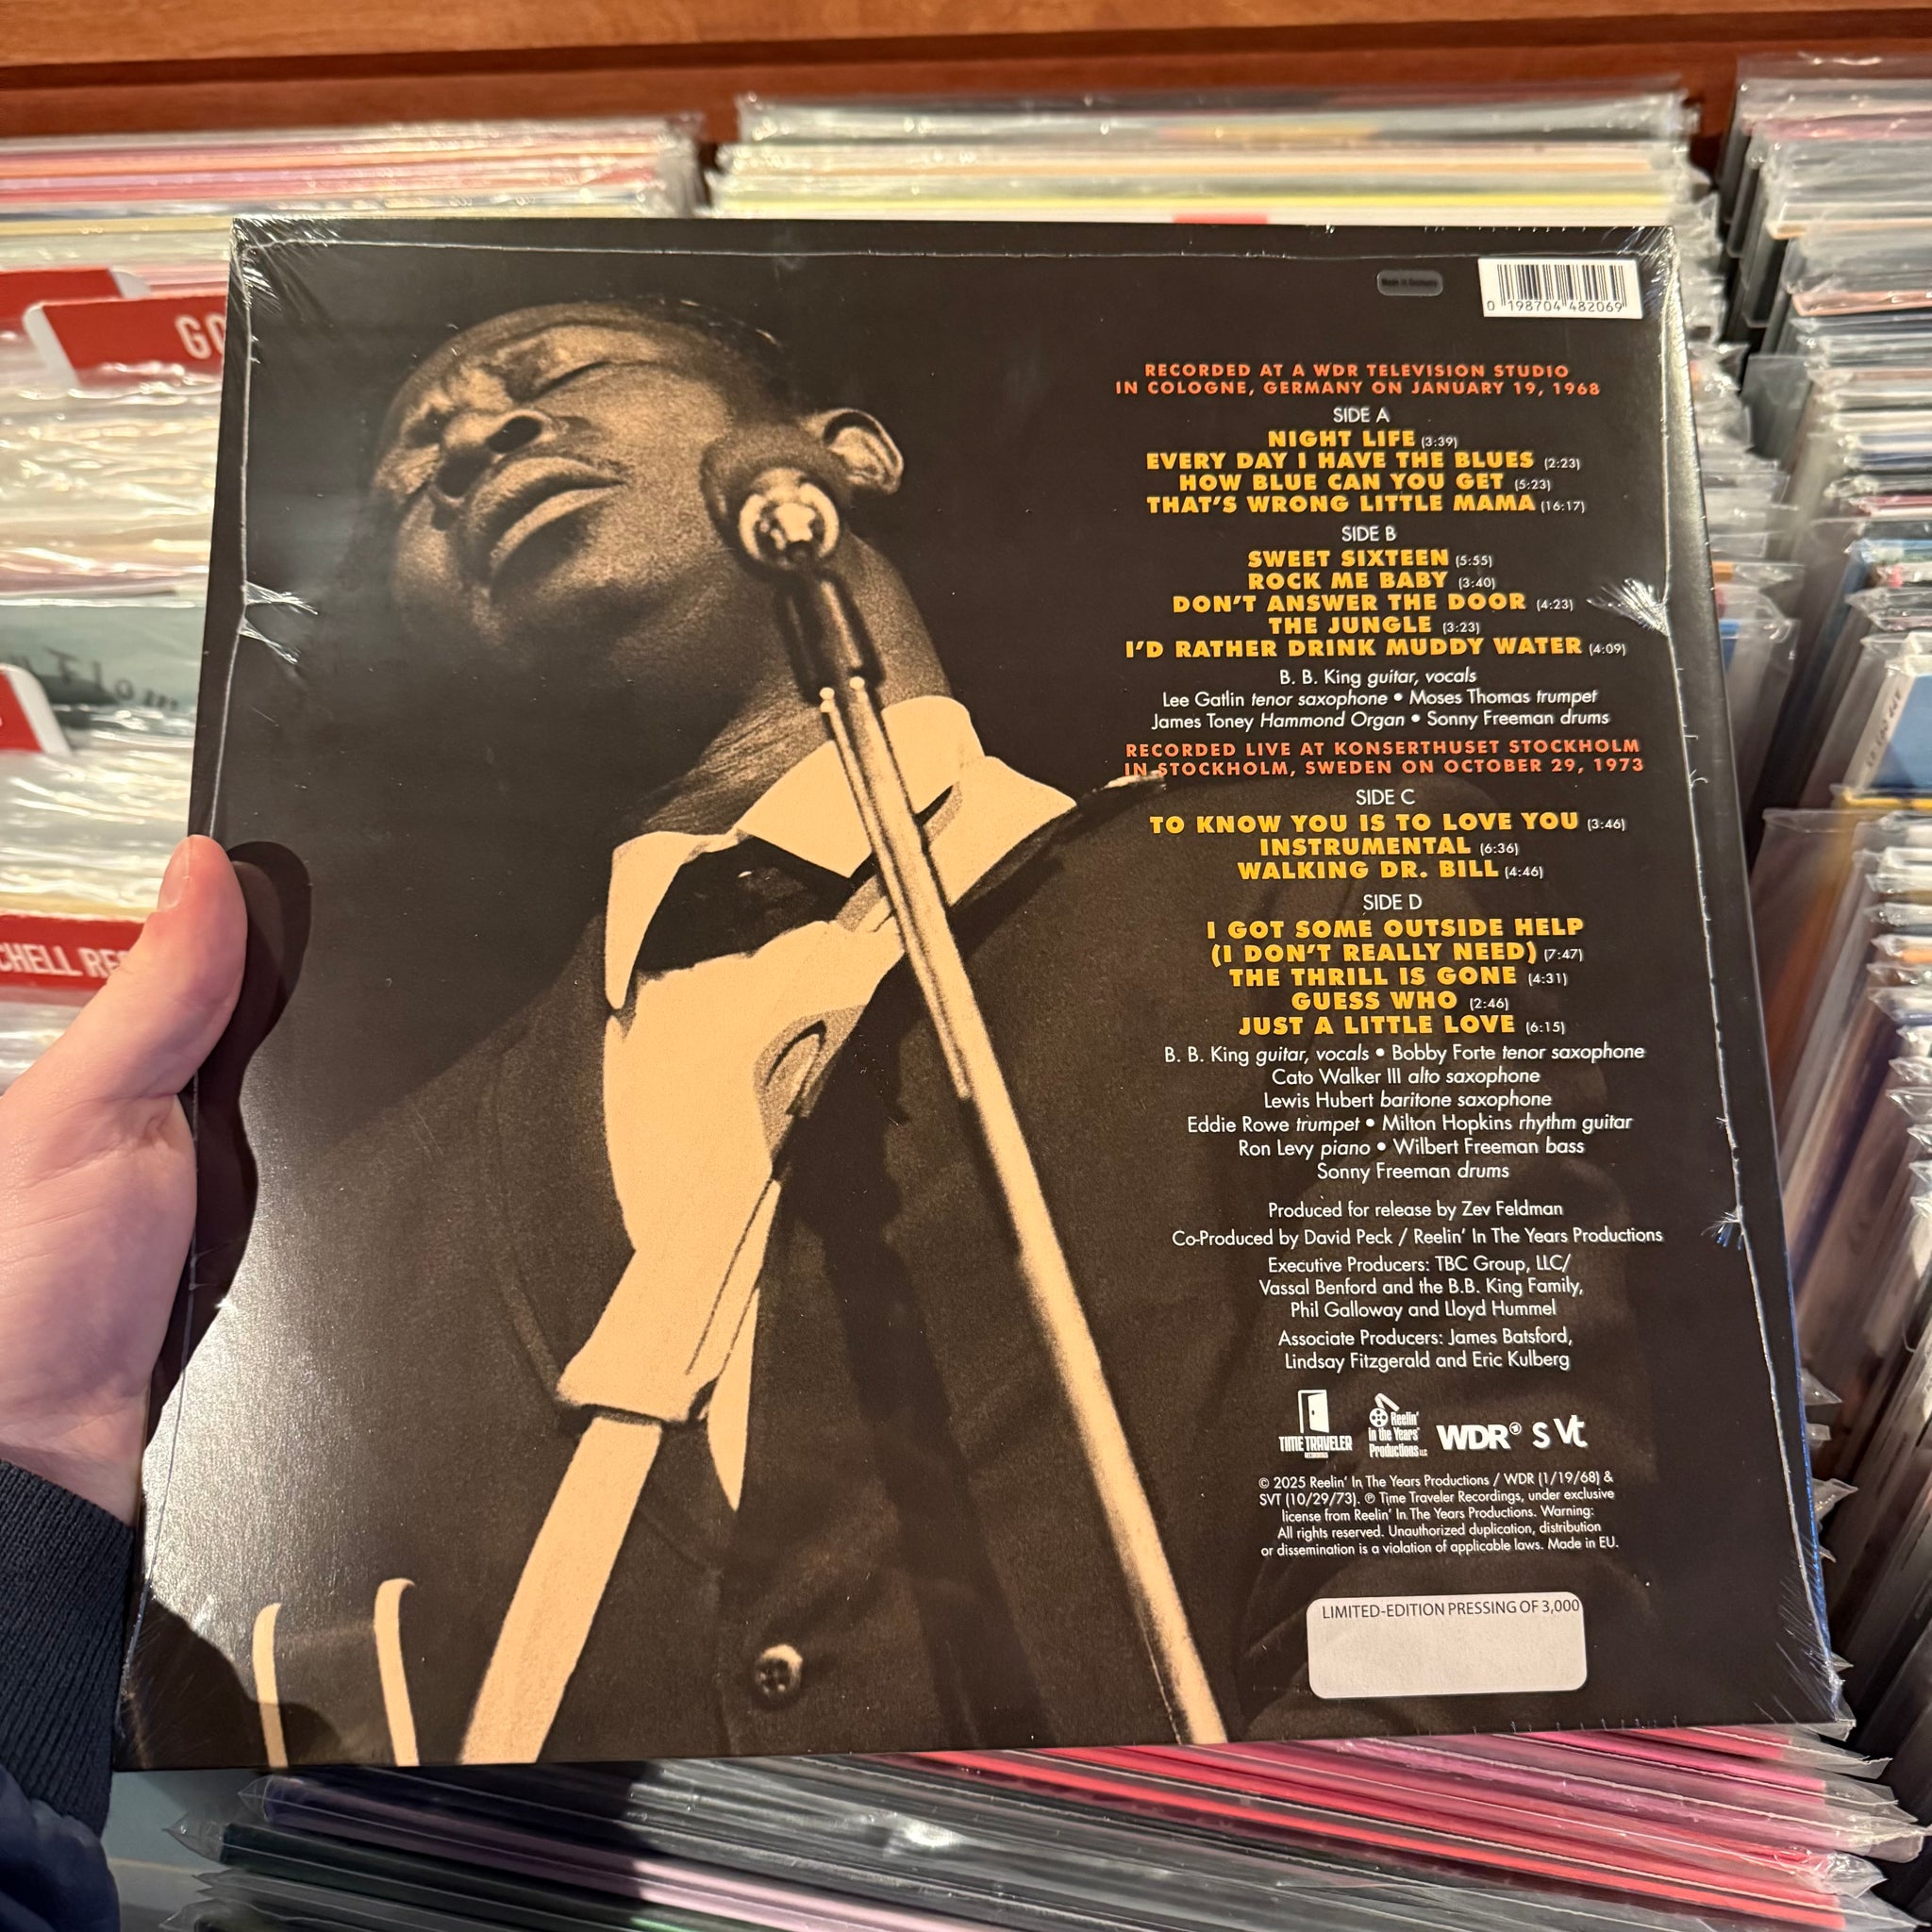 GO
CHELL RE
Made in Germany
0 198704 482069
RECORDED AT A WDR TELEVISION STUDIO
IN COLOGNE, GERMANY ON JANUARY 19, 1968
SIDE A
NIGHT LIFE (3:39)
EVERY DAY I HAVE THE BLUES (2:23)
HOW BLUE CAN YOU GET (5:23)
THAT'S WRONG LITTLE MAMA (16:17)
SIDE B
SWEET SIXTEEN (5:55)
ROCK ME BABY (3:40)
DON'T ANSWER THE DOOR (4:23)
THE JUNGLE (3:23)
I'D RATHER DRINK MUDDY WATER (4:09)
B. B. King guitar, vocals
Lee Gatlin tenor saxophone • Moses Thomas trumpet
James Toney Hammond Organ • Sonny Freeman drums
RECORDED LIVE AT KONSERTHUSET STOCKHOLM
IN STOCKHOLM, SWEDEN ON OCTOBER 29, 1973
SIDE C
TO KNOW YOU IS TO LOVE YOU (3:46)
INSTRUMENTAL (6:36)
WALKING DR. BILL (4:46)
SIDE D
I GOT SOME OUTSIDE HELP
(I DON'T REALLY NEED) (7:47)
THE THRILL IS GONE (4:31)
GUESS WHO (2:46)
JUST A LITTLE LOVE (6:15)
B. B. King guitar, vocals • Bobby Forte tenor saxophone
Cato Walker III alto saxophone
Lewis Hubert baritone saxophone
Eddie Rowe trumpet • Milton Hopkins rhythm guitar
Ron Levy piano • Wilbert Freeman bass
Sonny Freeman drums
Produced for release by Zev Feldman
Co-Produced by David Peck / Reelin' In The Years Productions
Executive Producers: TBC Group, LLC/
Vassal Benford and the B.B. King Family,
Phil Galloway and Lloyd Hummel
Associate Producers: James Batsford,
Lindsay Fitzgerald and Eric Kulberg
TIME TRAVELER
Reelin'
In the Years'
Productions LLC
WDR
SVt
© 2025 Reelin' In The Years Productions / WDR (1/19/68) &
SVT (10/29/73). ℗ Time Traveler Recordings, under exclusive
license from Reelin' In The Years Productions. Warning:
All rights reserved. Unauthorized duplication, distribution
or dissemination is a violation of applicable laws. Made in EU.
LIMITED-EDITION PRESSING OF 3,000